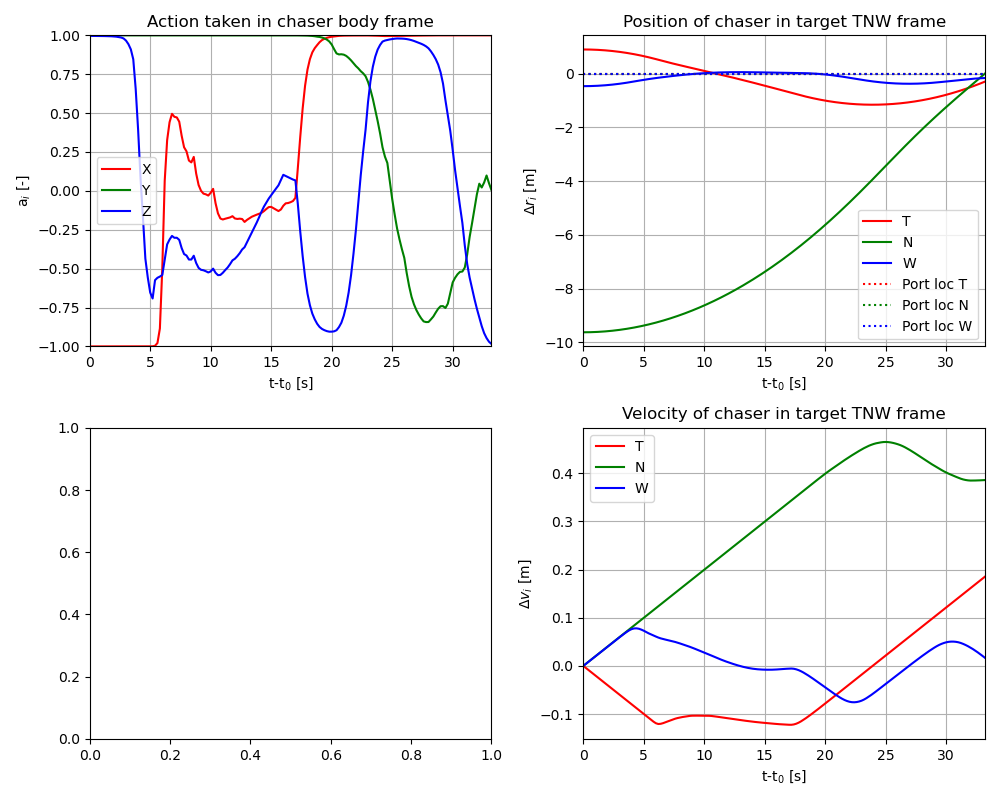 Action taken in chaser body frame
1.00
0.75
0.50
0.25
0.00
−0.25
−0.50
−0.75
−1.00
a_i [-]
X
Y
Z
0 5 10 15 20 25 30
t-t_0 [s]
Position of chaser in target TNW frame
0
−2
−4
−6
−8
−10
Δr_i [m]
T
N
W
Port loc T
Port loc N
Port loc W
0 5 10 15 20 25 30
t-t_0 [s]
1.0
0.8
0.6
0.4
0.2
0.0
0.0 0.2 0.4 0.6 0.8 1.0
Velocity of chaser in target TNW frame
0.4
0.3
0.2
0.1
0.0
−0.1
Δv_i [m]
T
N
W
0 5 10 15 20 25 30
t-t_0 [s]